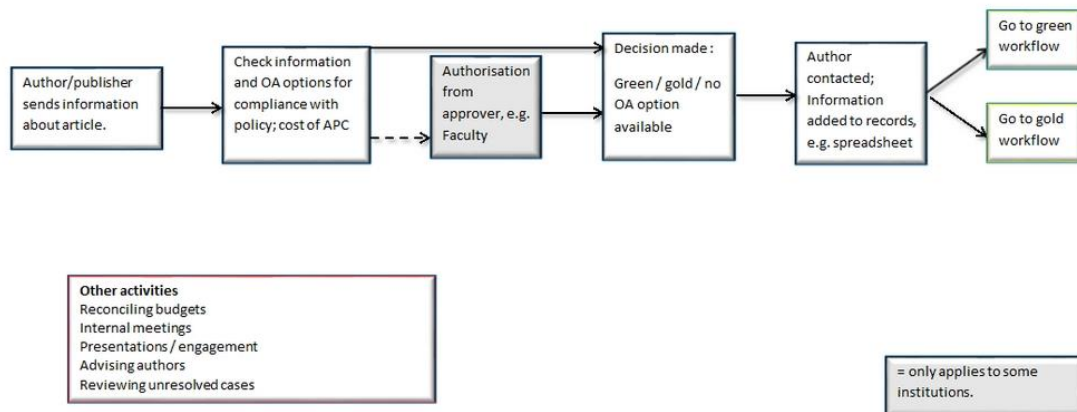 Author/publisher
sends information
about article.
Check information
and OA options for
compliance with
policy; cost of APC
Authorisation
from
approver, e.g.
Faculty
Decision made :
Green / gold / no
OA option
available
Author
contacted;
Information
added to records,
e.g. spreadsheet
Go to green
workflow
Go to gold
workflow
Other activities
Reconciling budgets
Internal meetings
Presentations / engagement
Advising authors
Reviewing unresolved cases
= only applies to some
institutions.